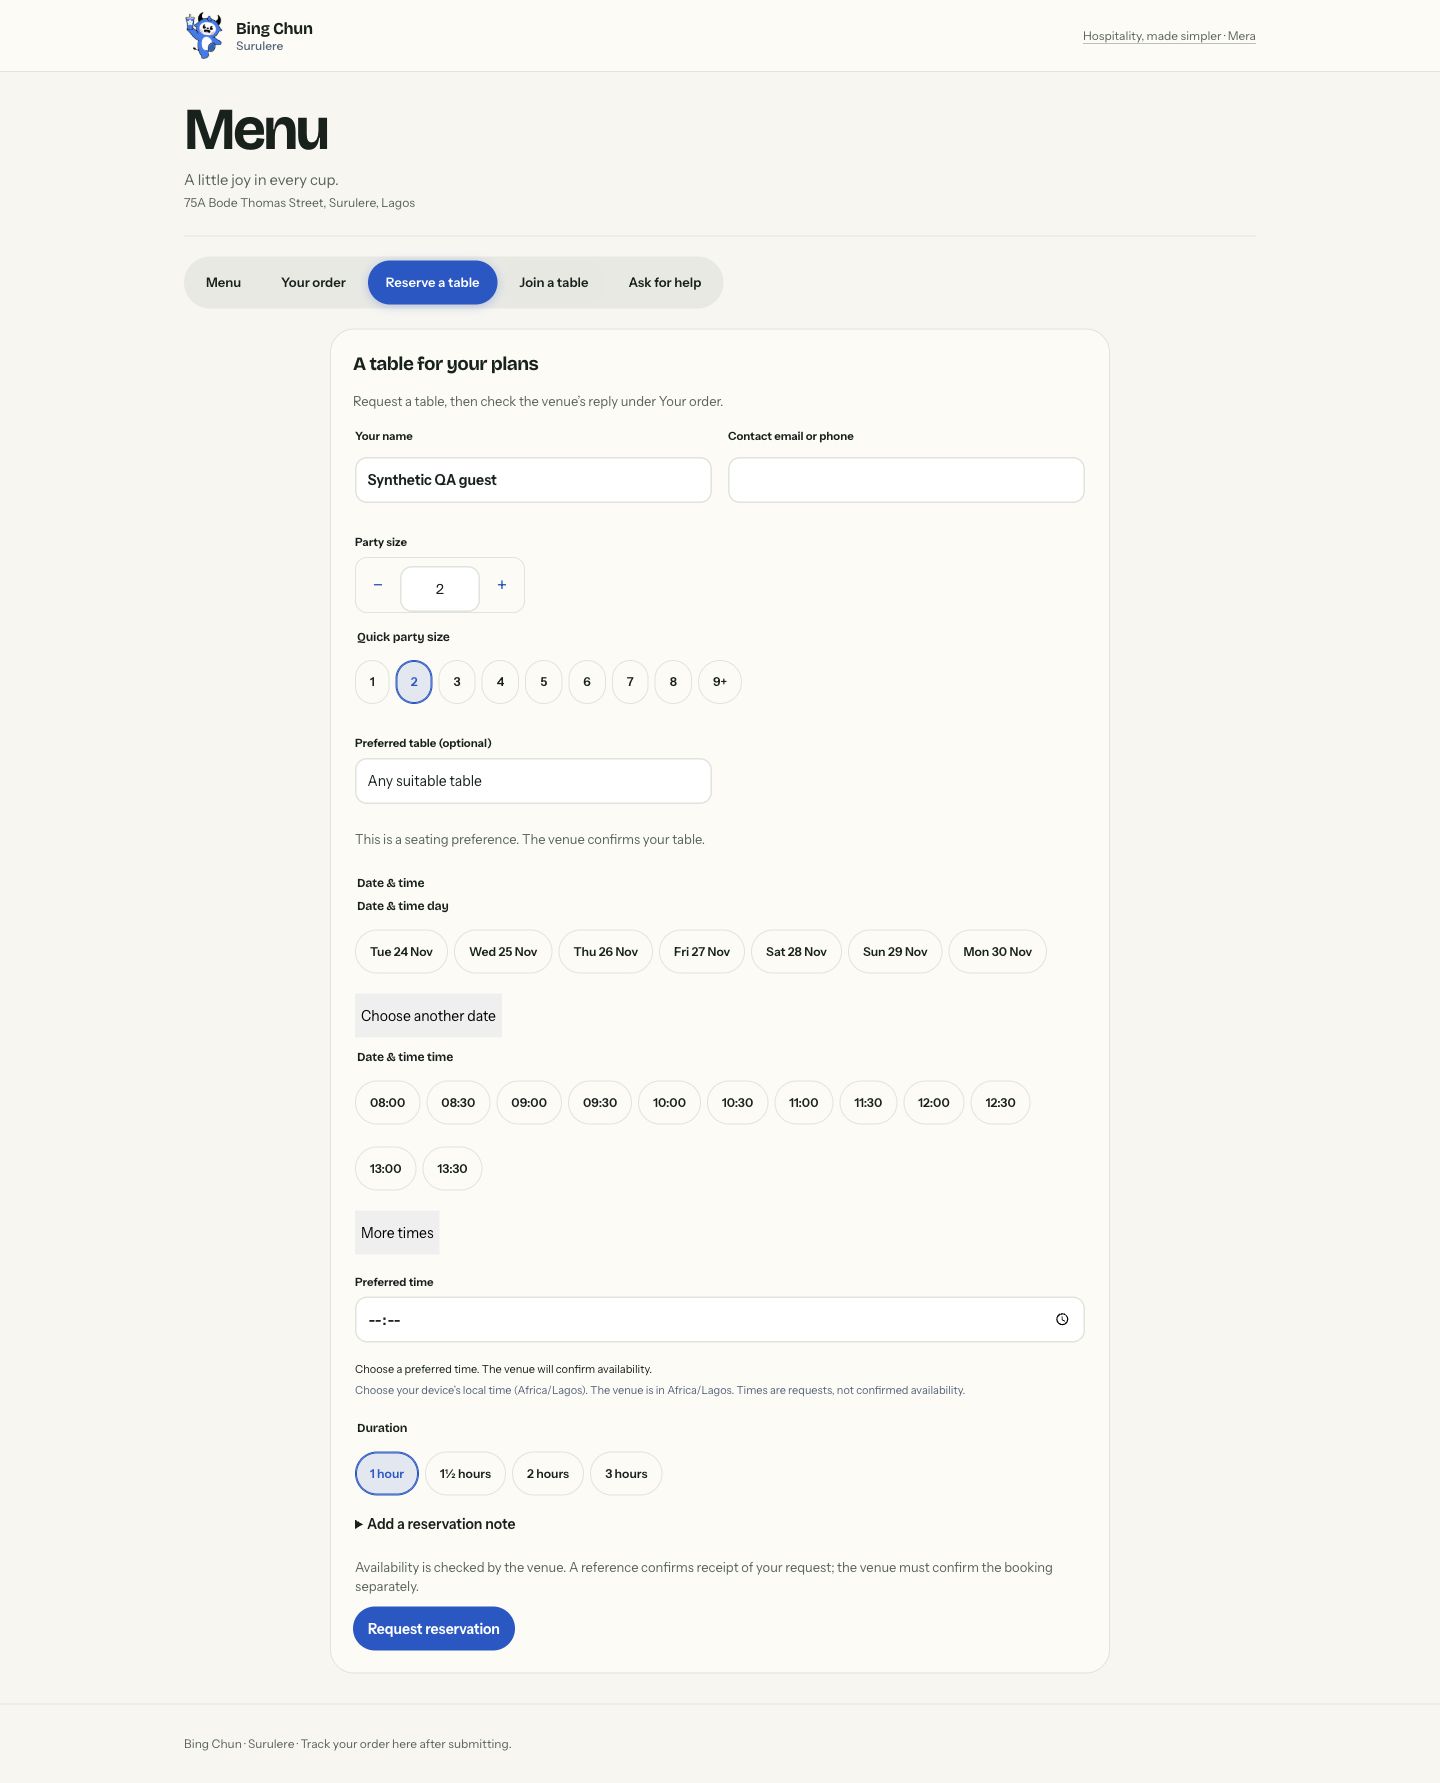 Bing Chun
Surulere
Hospitality, made simpler · Mera
Menu
A little joy in every cup.
75A Bode Thomas Street, Surulere, Lagos
Menu
Your order
Reserve a table
Join a table
Ask for help
A table for your plans
Request a table, then check the venue’s reply under Your order.
Your name
Contact email or phone
Synthetic QA guest
Party size
− 2 +
Quick party size
1 2 3 4 5 6 7 8 9+
Preferred table (optional)
Any suitable table
This is a seating preference. The venue confirms your table.
Date & time
Date & time day
Tue 24 Nov
Wed 25 Nov
Thu 26 Nov
Fri 27 Nov
Sat 28 Nov
Sun 29 Nov
Mon 30 Nov
Choose another date
Date & time time
08:00 08:30 09:00 09:30 10:00 10:30 11:00 11:30 12:00 12:30
13:00 13:30
More times
Preferred time
--:--
Choose a preferred time. The venue will confirm availability.
Choose your device’s local time (Africa/Lagos). The venue is in Africa/Lagos. Times are requests, not confirmed availability.
Duration
1 hour
1½ hours
2 hours
3 hours
Add a reservation note
Availability is checked by the venue. A reference confirms receipt of your request; the venue must confirm the booking
separately.
Request reservation
Bing Chun · Surulere · Track your order here after submitting.